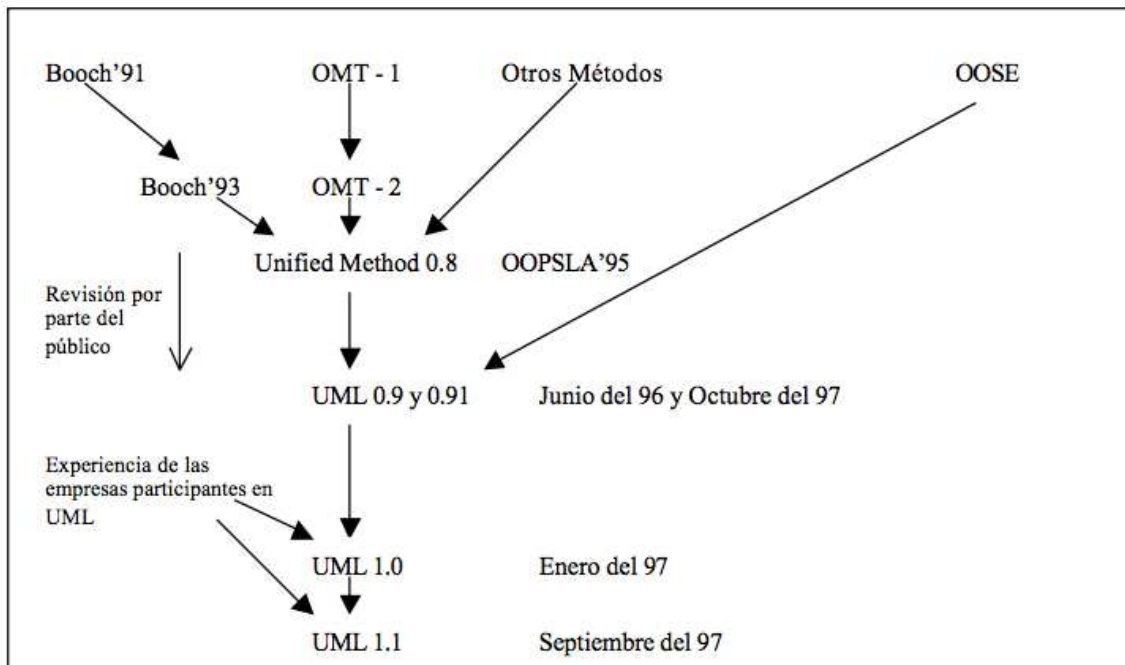 Booch’91 OMT - 1 Otros Métodos OOSE
Booch’93 OMT - 2
Unified Method 0.8 OOPSLA’95
Revisión por
parte del
público
UML 0.9 y 0.91 Junio del 96 y Octubre del 97
Experiencia de las
empresas participantes en
UML
UML 1.0 Enero del 97
UML 1.1 Septiembre del 97